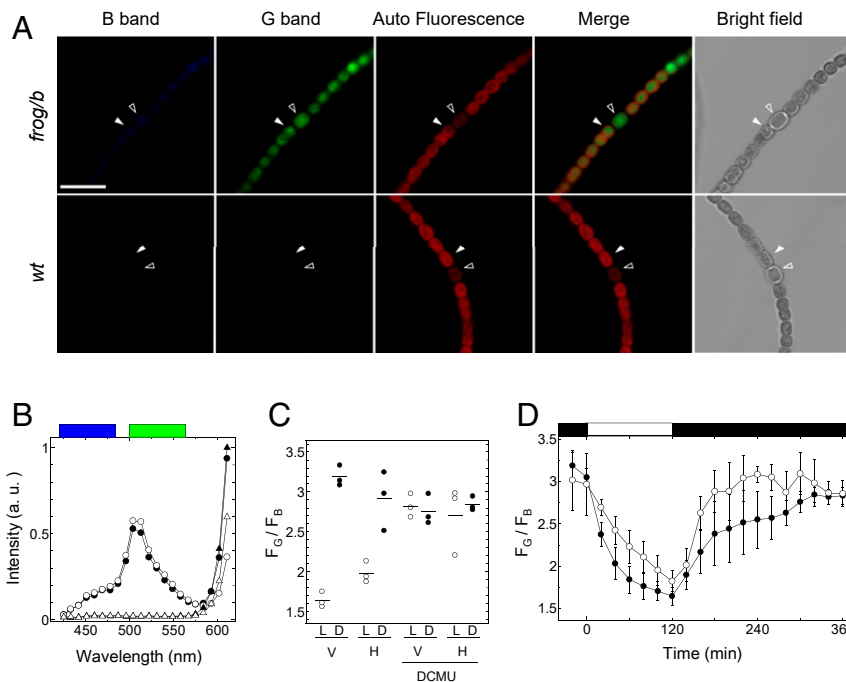 A
B band G band Auto Fluorescence Merge Bright field
frog/b
wt
B
1
0.5
0
Intensity (a. u.)
450 500 550 600
Wavelength (nm)
C
3.5
3
2.5
2
1.5
F_G / F_B
L D L D L D L D
V H V H
DCMU
D
3.5
3
2.5
2
1.5
F_G / F_B
0 120 240 36
Time (min)